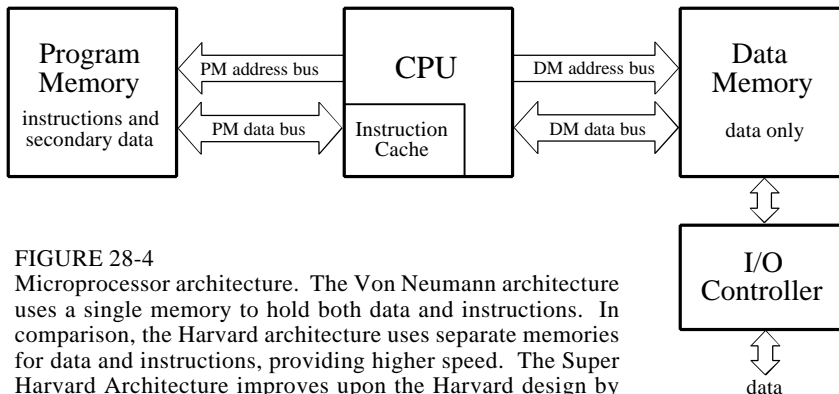 Program
Memory
instructions and
secondary data
PM address bus
PM data bus
CPU
Instruction
Cache
DM address bus
DM data bus
Data
Memory
data only
I/O
Controller
data
FIGURE 28-4
Microprocessor architecture. The Von Neumann architecture
uses a single memory to hold both data and instructions. In
comparison, the Harvard architecture uses separate memories
for data and instructions, providing higher speed. The Super
Harvard Architecture improves upon the Harvard design by